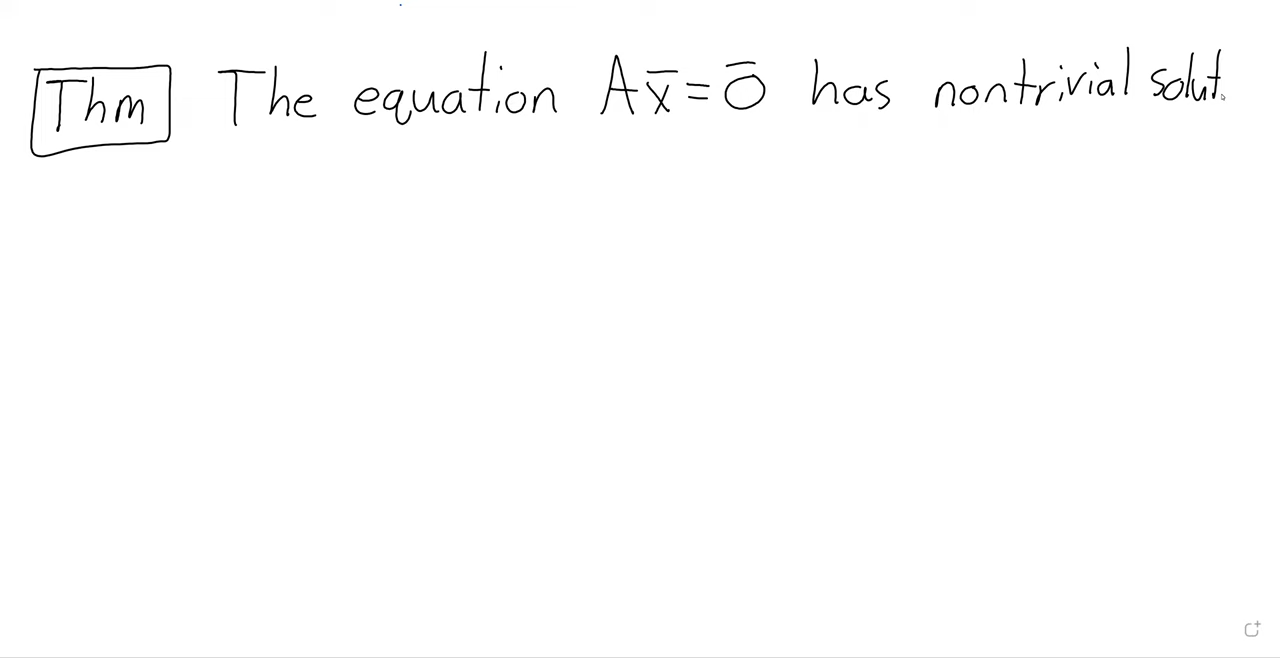 Thm The equation Ax̄ = 0̄ has nontrivial solut.